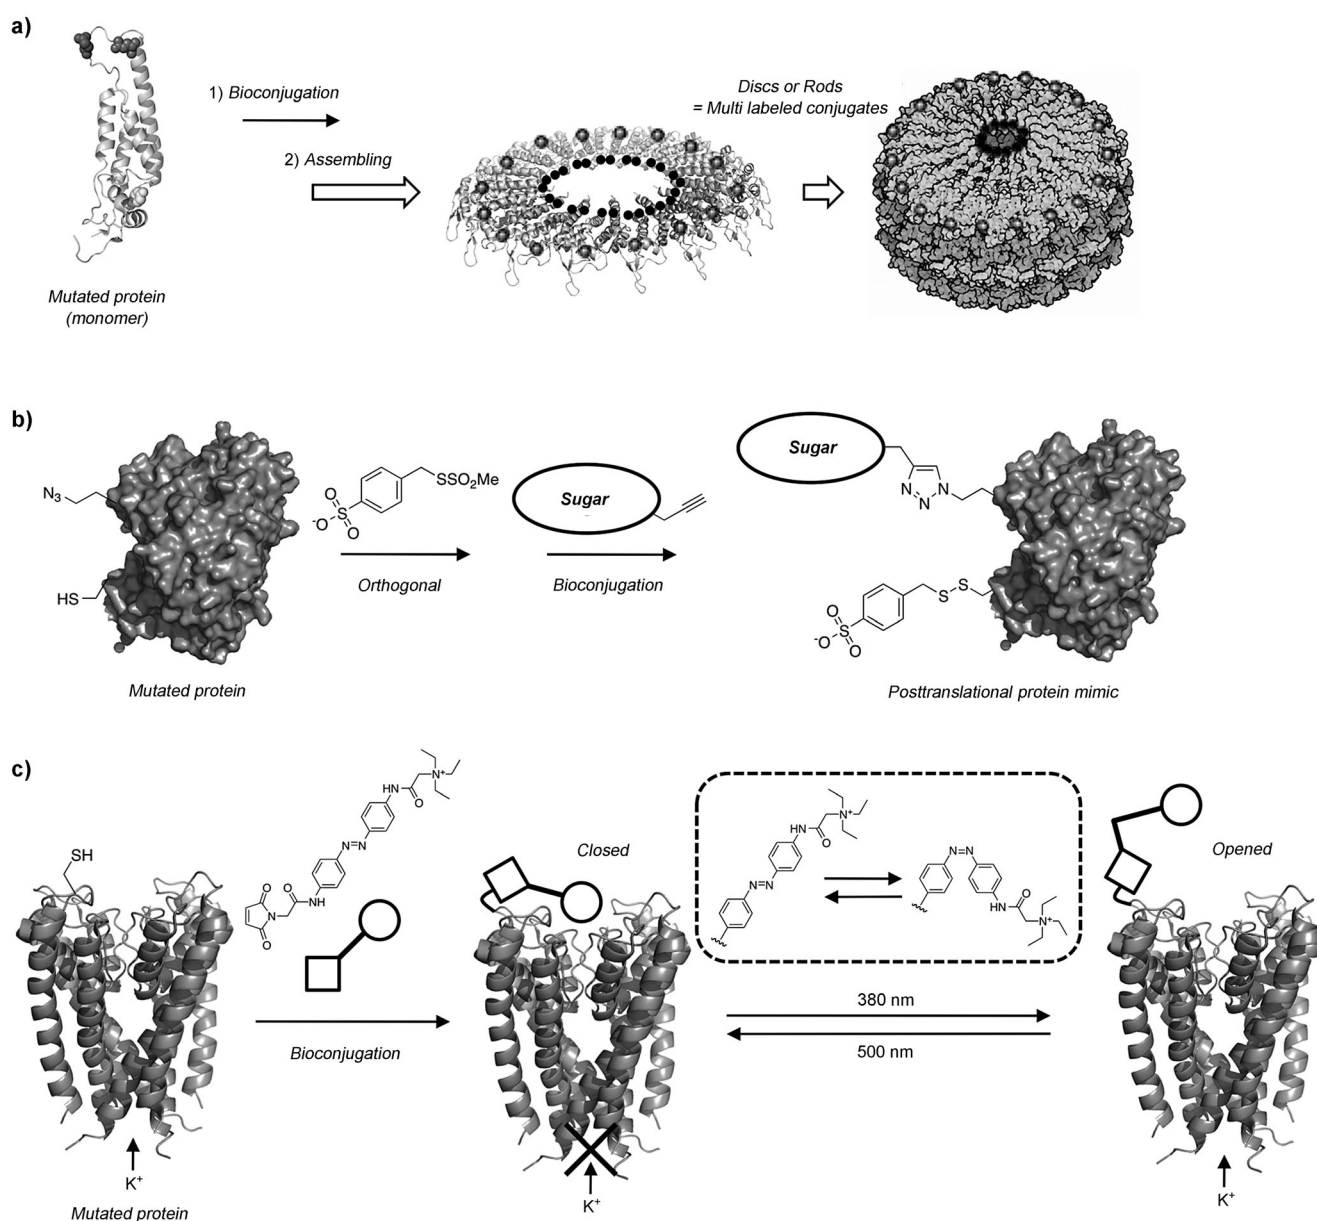 a)
1) Bioconjugation
2) Assembling
Discs or Rods
= Multi labeled conjugates
Mutated protein
(monomer)
b)
N₃
HS
SSO₂Me
S
O
O
⁻O
Orthogonal
Sugar
Bioconjugation
Sugar
N
N
N
S
S
S
O
O
⁻O
Mutated protein
Posttranslational protein mimic
c)
SH
N⁺
HN
O
N=N
O
NH
O
N
O
Bioconjugation
K⁺
Mutated protein
Closed
K⁺
N⁺
HN
O
N=N
N=N
HN
O
N⁺
380 nm
500 nm
Opened
K⁺